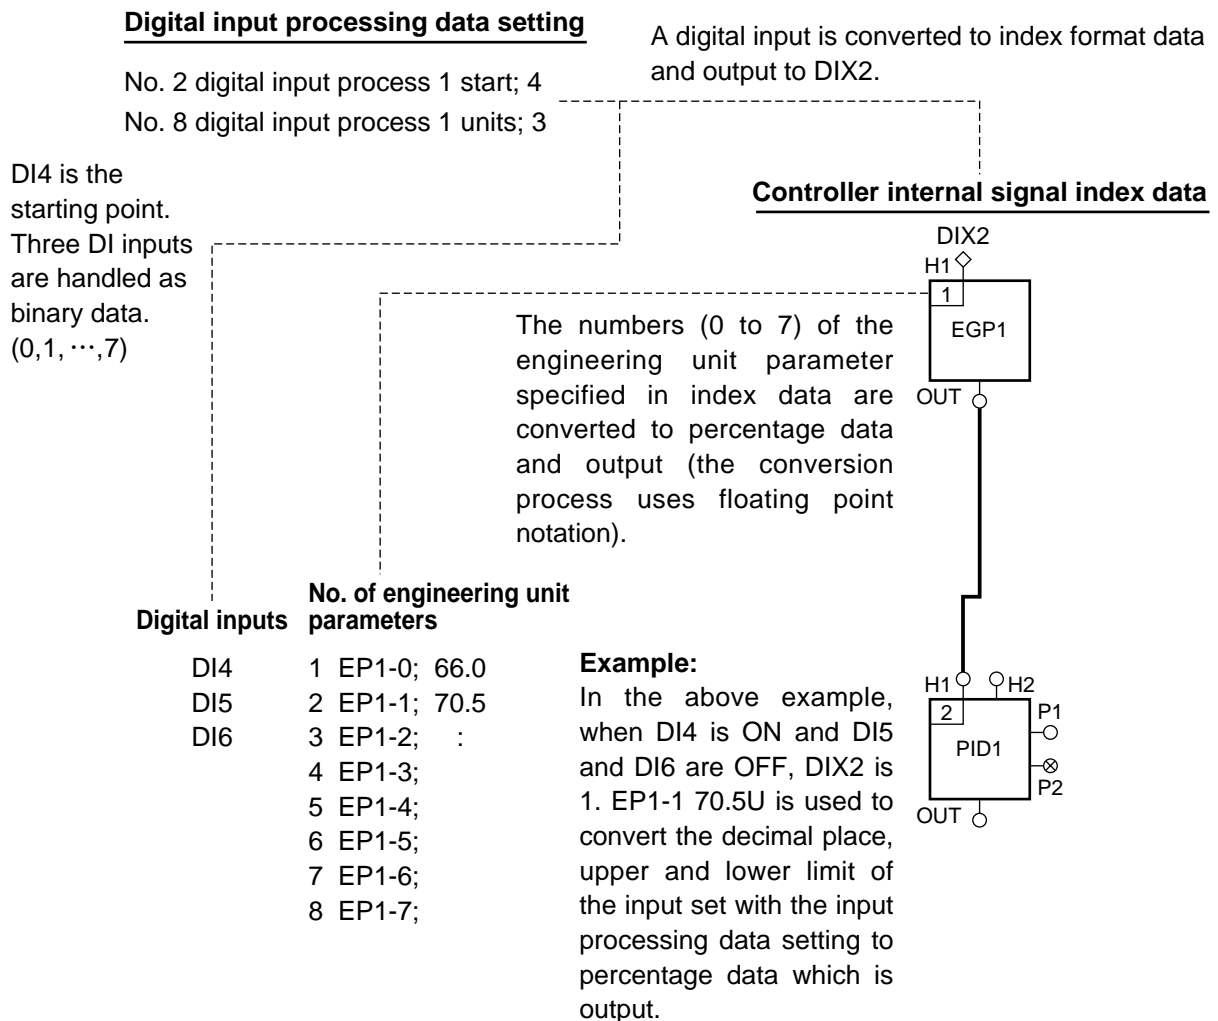 Digital input processing data setting
No. 2 digital input process 1 start; 4
No. 8 digital input process 1 units; 3
A digital input is converted to index format data
and output to DIX2.
DI4 is the
starting point.
Three DI inputs
are handled as
binary data.
(0,1, ⋯,7)
Controller internal signal index data
DIX2
H1
1
EGP1
OUT
The numbers (0 to 7) of the
engineering unit parameter
specified in index data are
converted to percentage data
and output (the conversion
process uses floating point
notation).
Digital inputs
DI4
DI5
DI6
No. of engineering unit
parameters
1 EP1-0; 66.0
2 EP1-1; 70.5
3 EP1-2; :
4 EP1-3;
5 EP1-4;
6 EP1-5;
7 EP1-6;
8 EP1-7;
Example:
In the above example,
when DI4 is ON and DI5
and DI6 are OFF, DIX2 is
1. EP1-1 70.5U is used to
convert the decimal place,
upper and lower limit of
the input set with the input
processing data setting to
percentage data which is
output.
H1
H2
2
P1
PID1
P2
OUT